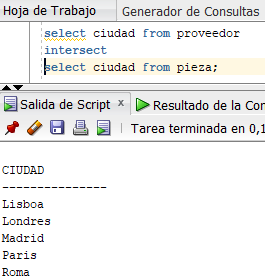 Hoja de Trabajo Generador de Consultas
select ciudad from proveedor
intersect
select ciudad from pieza;
Salida de Script x Resultado de la Con
Tarea terminada en 0,1
CIUDAD
---------------
Lisboa
Londres
Madrid
Paris
Roma